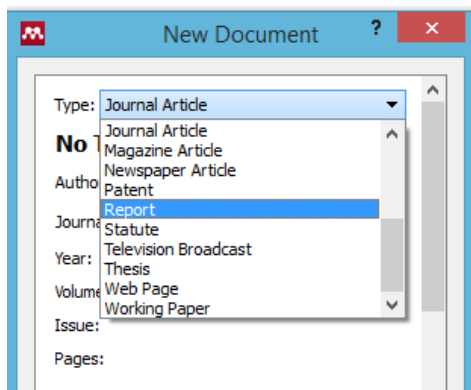 New Document ?
Type: Journal Article
Journal Article
No T
Magazine Article
Newspaper Article
Autho
Patent
Report
Journa
Statute
Television Broadcast
Year:
Thesis
Web Page
Volume
Working Paper
Issue:
Pages: